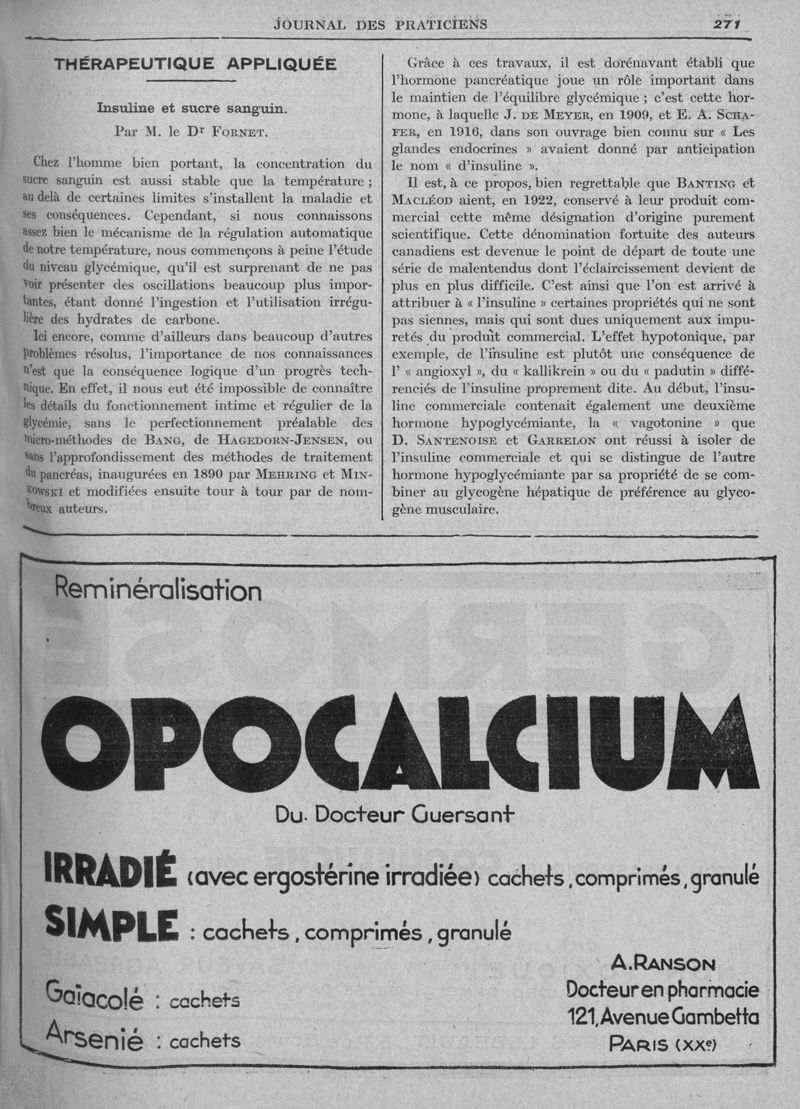 JOURNAL DES PRATICIENS
271
THÉRAPEUTIQUE APPLIQUÉE
Insuline et sucre sanguin.
Par M. le Dr FORNET.
Chez l'homme bien portant, la concentration du
sucre sanguin est aussi stable que la température ;
au delà de certaines limites s'installent la maladie et
ses conséquences. Cependant, si nous connaissons
assez bien le mécanisme de la régulation automatique
de notre température, nous commençons à peine l'étude
du niveau glycémique, qu'il est surprenant de ne pas
voir présenter des oscillations beaucoup plus impor-
tantes, étant donné l'ingestion et l'utilisation irrégu-
lière des hydrates de carbone.
Ici encore, comme d'ailleurs dans beaucoup d'autres
problèmes résolus, l'importance de nos connaissances
n'est que la conséquence logique d'un progrès tech-
nique. En effet, il nous eut été impossible de connaître
les détails du fonctionnement intime et régulier de la
glycémie, sans le perfectionnement préalable des
micro-méthodes de BANG, de HAGEDORN-JENSEN, ou
sans l'approfondissement des méthodes de traitement
du pancréas, inaugurées en 1890 par MEHRING et MIN-
KOWSKI et modifiées ensuite tour à tour par de nom-
breux auteurs.
Grâce à ces travaux, il est dorénavant établi que
l'hormone pancréatique joue un rôle important dans
le maintien de l'équilibre glycémique ; c'est cette hor-
mone, à laquelle J. DE MEYER, en 1909, et E. A. SCHA-
FER, en 1916, dans son ouvrage bien connu sur « Les
glandes endocrines » avaient donné par anticipation
le nom « d'insuline ».
Il est, à ce propos, bien regrettable que BANTING et
MACLÉOD aient, en 1922, conservé à leur produit com-
mercial cette même désignation d'origine purement
scientifique. Cette dénomination fortuite des auteurs
canadiens est devenue le point de départ de toute une
série de malentendus dont l'éclaircissement devient de
plus en plus difficile. C'est ainsi que l'on est arrivé à
attribuer à « l'insuline » certaines propriétés qui ne sont
pas siennes, mais qui sont dues uniquement aux impu-
retés du produit commercial. L'effet hypotonique, par
exemple, de l'insuline est plutôt une conséquence de
l' « angioxyl », du « kallikrein » ou du « padutin » diffé-
renciés de l'insuline proprement dite. Au début, l'insu-
line commerciale contenait également une deuxième
hormone hypoglycémiante, la « vagotonine » que
D. SANTENOISE et GARRELON ont réussi à isoler de
l'insuline commerciale et qui se distingue de l'autre
hormone hypoglycémiante par sa propriété de se com-
biner au glycogène hépatique de préférence au glyco-
gène musculaire.
Reminéralisation
OPOCALCIUM
Du Docteur Guersant
IRRADIÉ (avec ergostérine irradiée) cachets, comprimés, granulé
SIMPLE : cachets, comprimés, granulé
Gaïacolé : cachets
Arsenié : cachets
A. RANSON
Docteur en pharmacie
121, Avenue Gambetta
PARIS (XXe)